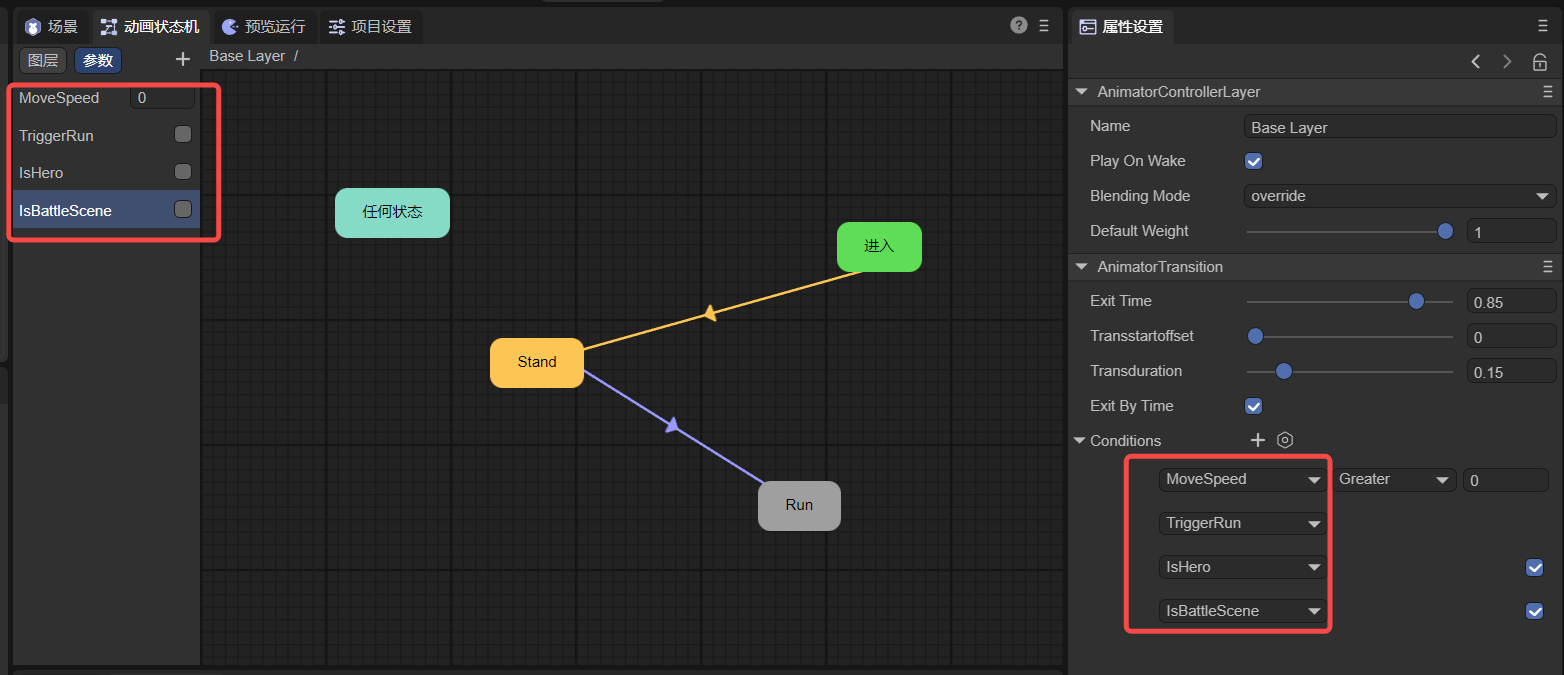 场景 动画状态机 预览运行 项目设置
图层 参数 Base Layer /
MoveSpeed 0
TriggerRun
IsHero
IsBattleScene
任何状态
进入
Stand
Run
属性设置
AnimatorControllerLayer
Name Base Layer
Play On Wake
Blending Mode override
Default Weight 1
AnimatorTransition
Exit Time 0.85
Transstartoffset 0
Transduration 0.15
Exit By Time
Conditions
MoveSpeed Greater 0
TriggerRun
IsHero
IsBattleScene